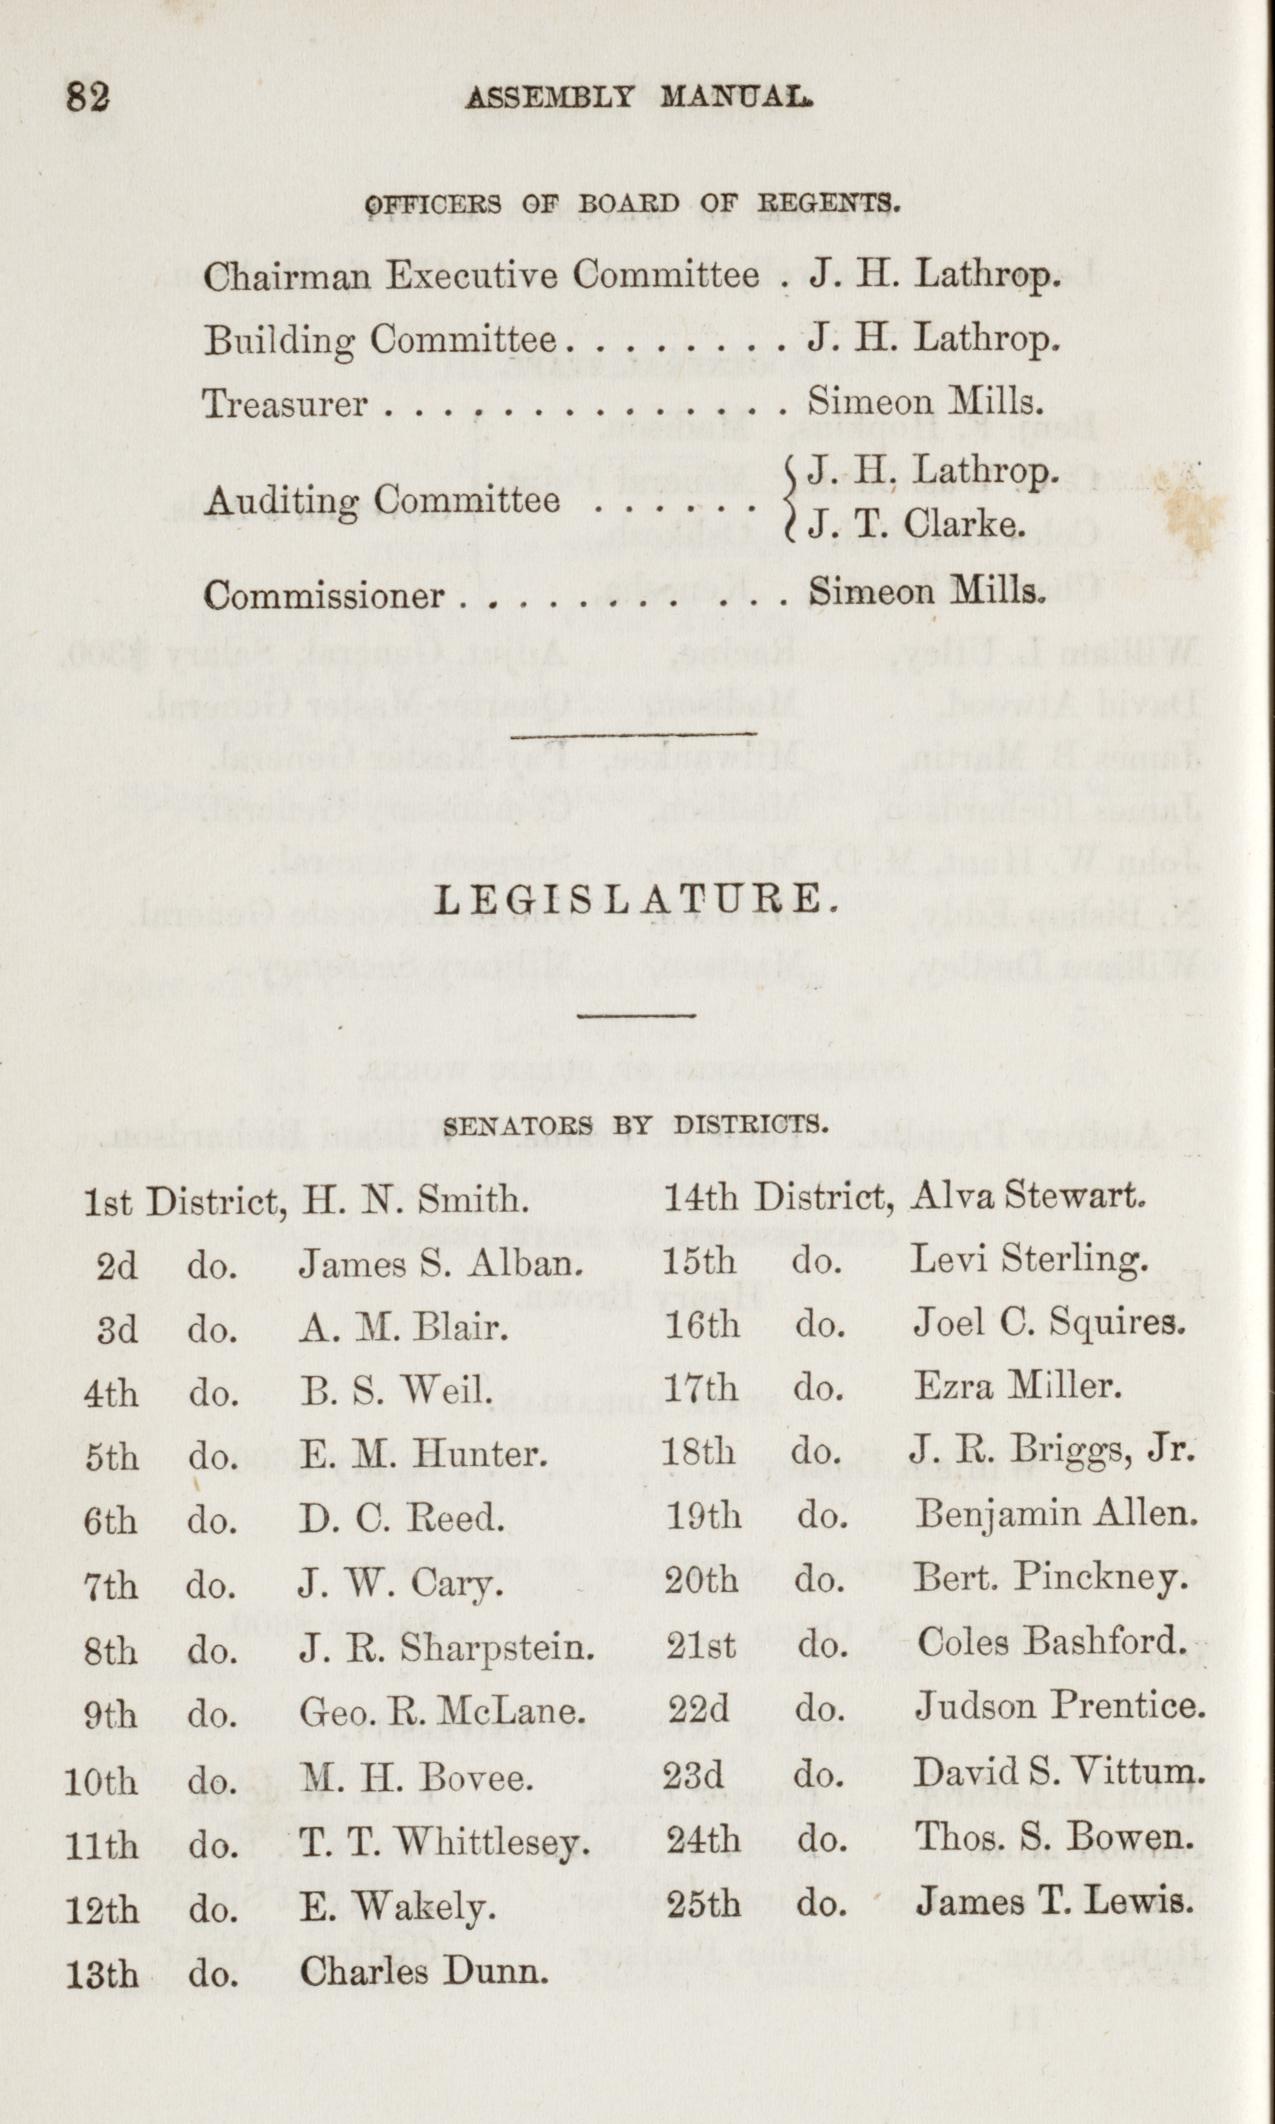 82 ASSEMBLY MANUAL.
OFFICERS OF BOARD OF REGENTS.
Chairman Executive Committee . J. H. Lathrop.
Building Committee . . . . . . . . J. H. Lathrop.
Treasurer . . . . . . . . . . . . . . Simeon Mills.
Auditing Committee . . . . . . { J. H. Lathrop.
J. T. Clarke.
Commissioner . . . . . . . . . . . Simeon Mills.
LEGISLATURE.
SENATORS BY DISTRICTS.
1st District, H. N. Smith.
2d do. James S. Alban.
3d do. A. M. Blair.
4th do. B. S. Weil.
5th do. E. M. Hunter.
6th do. D. C. Reed.
7th do. J. W. Cary.
8th do. J. R. Sharpstein.
9th do. Geo. R. McLane.
10th do. M. H. Bovee.
11th do. T. T. Whittlesey.
12th do. E. Wakely.
13th do. Charles Dunn.
14th District, Alva Stewart.
15th do. Levi Sterling.
16th do. Joel C. Squires.
17th do. Ezra Miller.
18th do. J. R. Briggs, Jr.
19th do. Benjamin Allen.
20th do. Bert. Pinckney.
21st do. Coles Bashford.
22d do. Judson Prentice.
23d do. David S. Vittum.
24th do. Thos. S. Bowen.
25th do. James T. Lewis.